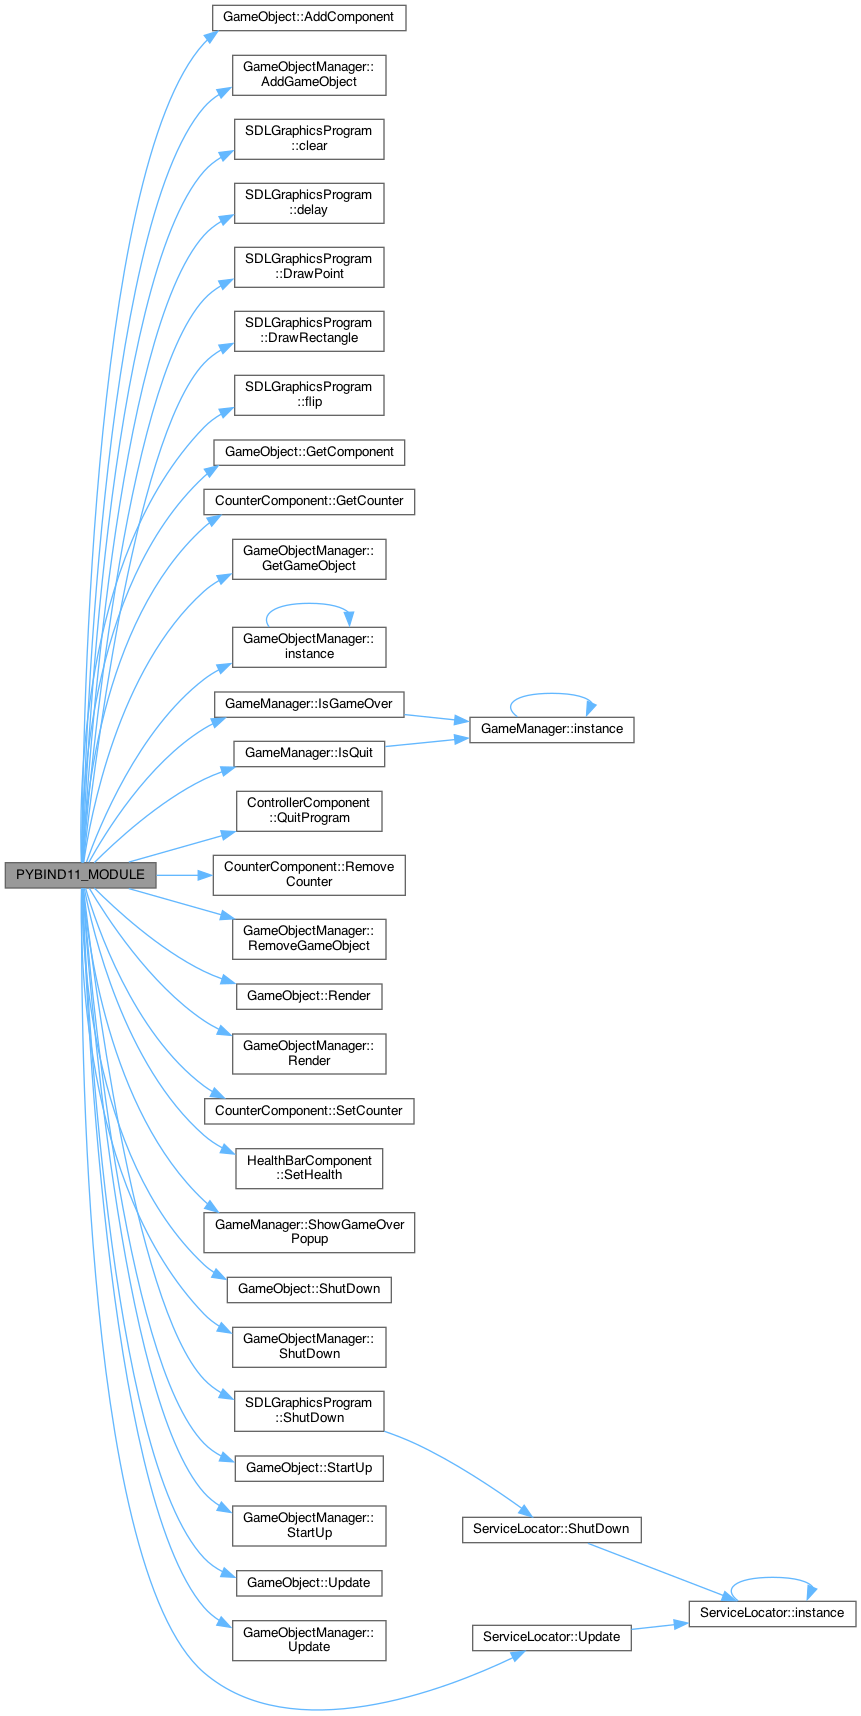 GameObject::AddComponent
GameObjectManager::
AddGameObject
SDLGraphicsProgram
::clear
SDLGraphicsProgram
::delay
SDLGraphicsProgram
::DrawPoint
SDLGraphicsProgram
::DrawRectangle
SDLGraphicsProgram
::flip
GameObject::GetComponent
CounterComponent::GetCounter
GameObjectManager::
GetGameObject
GameObjectManager::
instance
GameManager::IsGameOver
GameManager::instance
GameManager::IsQuit
ControllerComponent
::QuitProgram
PYBIND11_MODULE
CounterComponent::Remove
Counter
GameObjectManager::
RemoveGameObject
GameObject::Render
GameObjectManager::
Render
CounterComponent::SetCounter
HealthBarComponent
::SetHealth
GameManager::ShowGameOver
Popup
GameObject::ShutDown
GameObjectManager::
ShutDown
SDLGraphicsProgram
::ShutDown
GameObject::StartUp
GameObjectManager::
StartUp
ServiceLocator::ShutDown
GameObject::Update
ServiceLocator::instance
GameObjectManager::
Update
ServiceLocator::Update